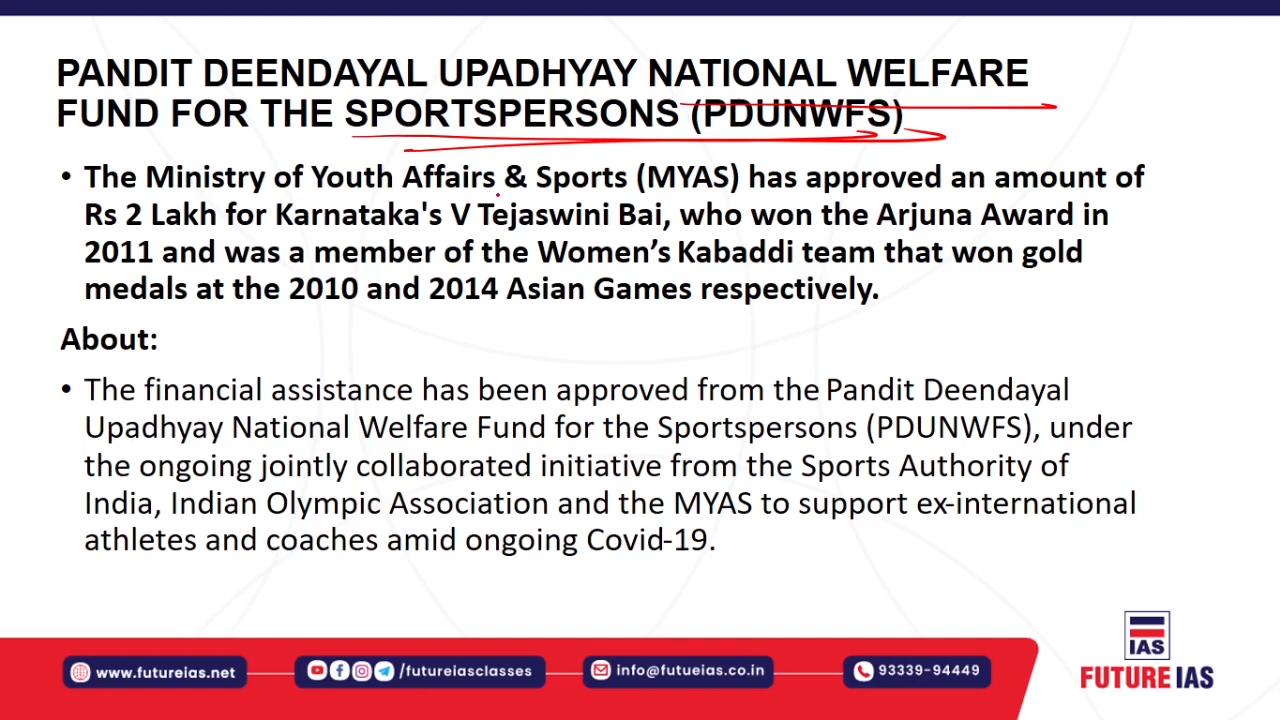 PANDIT DEENDAYAL UPADHYAY NATIONAL WELFARE
FUND FOR THE SPORTSPERSONS (PDUNWFS)
• The Ministry of Youth Affairs & Sports (MYAS) has approved an amount of
Rs 2 Lakh for Karnataka's V Tejaswini Bai, who won the Arjuna Award in
2011 and was a member of the Women’s Kabaddi team that won gold
medals at the 2010 and 2014 Asian Games respectively.
About:
• The financial assistance has been approved from the Pandit Deendayal
Upadhyay National Welfare Fund for the Sportspersons (PDUNWFS), under
the ongoing jointly collaborated initiative from the Sports Authority of
India, Indian Olympic Association and the MYAS to support ex-international
athletes and coaches amid ongoing Covid-19.
www.futureias.net
/futureiasclasses
info@futueias.co.in
93339-94449
IAS
FUTURE IAS